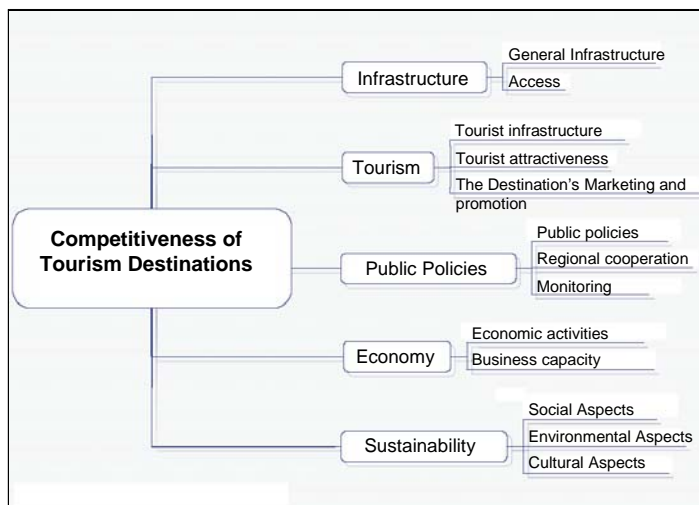 Competitiveness of
Tourism Destinations
Infrastructure
General Infrastructure
Access
Tourism
Tourist infrastructure
Tourist attractiveness
The Destination's Marketing and
promotion
Public Policies
Public policies
Regional cooperation
Monitoring
Economy
Economic activities
Business capacity
Sustainability
Social Aspects
Environmental Aspects
Cultural Aspects